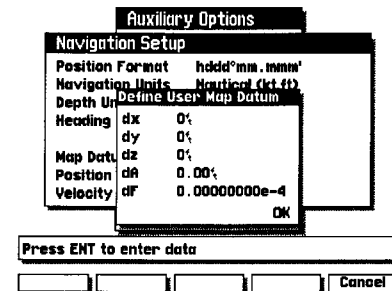 Auxiliary Options
Navigation Setup
Position Format hddd°mm.mmm'
Navigation Units Nautical (kt,ft)
Depth Un
Define User Map Datum
Heading
dx 0
dy 0
dz 0
Map Datu
dA 0.00
Position
dF 0.00000000e-4
Velocity
OK
Press ENT to enter data
Cancel